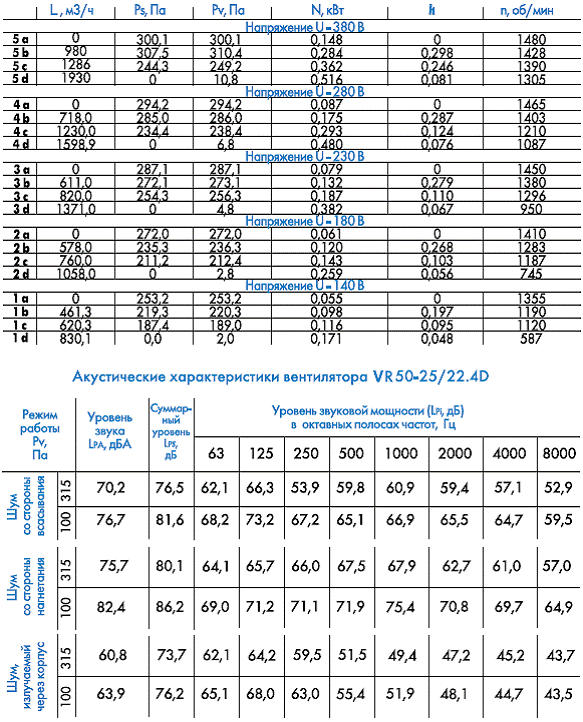 L, м3/ч Ps, Па Pv, Па N, кВт h n, об/мин
Напряжение U=380 В
5 a 0 300,1 300,1 0,148 0 1480
5 b 980 307,5 310,4 0,284 0,298 1428
5 c 1286 244,3 249,2 0,362 0,246 1390
5 d 1930 0 10,8 0,516 0,081 1305
Напряжение U=280 В
4 a 0 294,2 294,2 0,087 0 1465
4 b 718,0 285,0 286,0 0,175 0,287 1403
4 c 1230,0 234,4 238,4 0,293 0,124 1210
4 d 1598,9 0 6,8 0,480 0,076 1087
Напряжение U=230 В
3 a 0 287,1 287,1 0,079 0 1450
3 b 611,0 272,1 273,1 0,132 0,279 1380
3 c 820,0 254,3 256,3 0,187 0,110 1296
3 d 1371,0 0 4,8 0,382 0,067 950
Напряжение U=180 В
2 a 0 272,0 272,0 0,061 0 1410
2 b 578,0 235,3 236,3 0,120 0,268 1283
2 c 760,0 211,2 212,4 0,143 0,103 1187
2 d 1058,0 0 2,8 0,259 0,056 745
Напряжение U=140 В
1 a 0 253,2 253,2 0,055 0 1355
1 b 461,3 219,3 220,3 0,098 0,197 1190
1 c 620,3 187,4 189,0 0,116 0,095 1120
1 d 830,1 0,0 2,0 0,171 0,048 587
Акустические характеристики вентилятора VR50-25/22.4D
Режим
работы
Pv,
Па
Уровень
звука
LPA, дБА
Суммар-
ный
уровень
LPS,
дБ
Уровень звуковой мощности (LPi, дБ)
в октавных полосах частот, Гц
63 125 250 500 1000 2000 4000 8000
Шум
со стороны
всасывания
315 70,2 76,5 62,1 66,3 53,9 59,8 60,9 59,4 57,1 52,9
100 76,7 81,6 68,2 73,2 67,2 65,1 66,9 65,5 64,7 59,5
Шум
со стороны
нагнетания
315 75,7 80,1 64,1 65,7 66,0 67,5 67,9 62,7 61,0 57,0
100 82,4 86,2 69,0 71,2 71,1 71,9 75,4 70,8 69,7 64,9
Шум,
излучаемый
через корпус
315 60,8 73,7 62,1 64,2 59,5 51,5 49,4 47,2 45,2 43,7
100 63,9 76,2 65,1 68,0 63,0 55,4 51,9 48,1 44,7 43,5